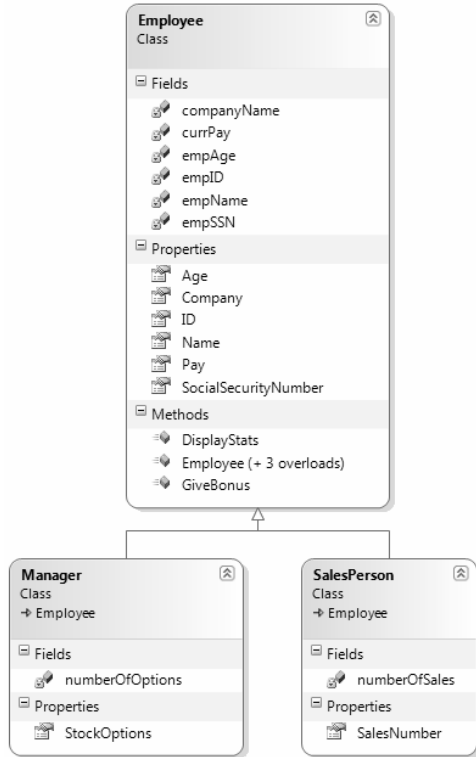 Employee
Class
Fields
companyName
currPay
empAge
empID
empName
empSSN
Properties
Age
Company
ID
Name
Pay
SocialSecurityNumber
Methods
DisplayStats
Employee (+ 3 overloads)
GiveBonus
Manager
Class
Employee
Fields
numberOfOptions
Properties
StockOptions
SalesPerson
Class
Employee
Fields
numberOfSales
Properties
SalesNumber